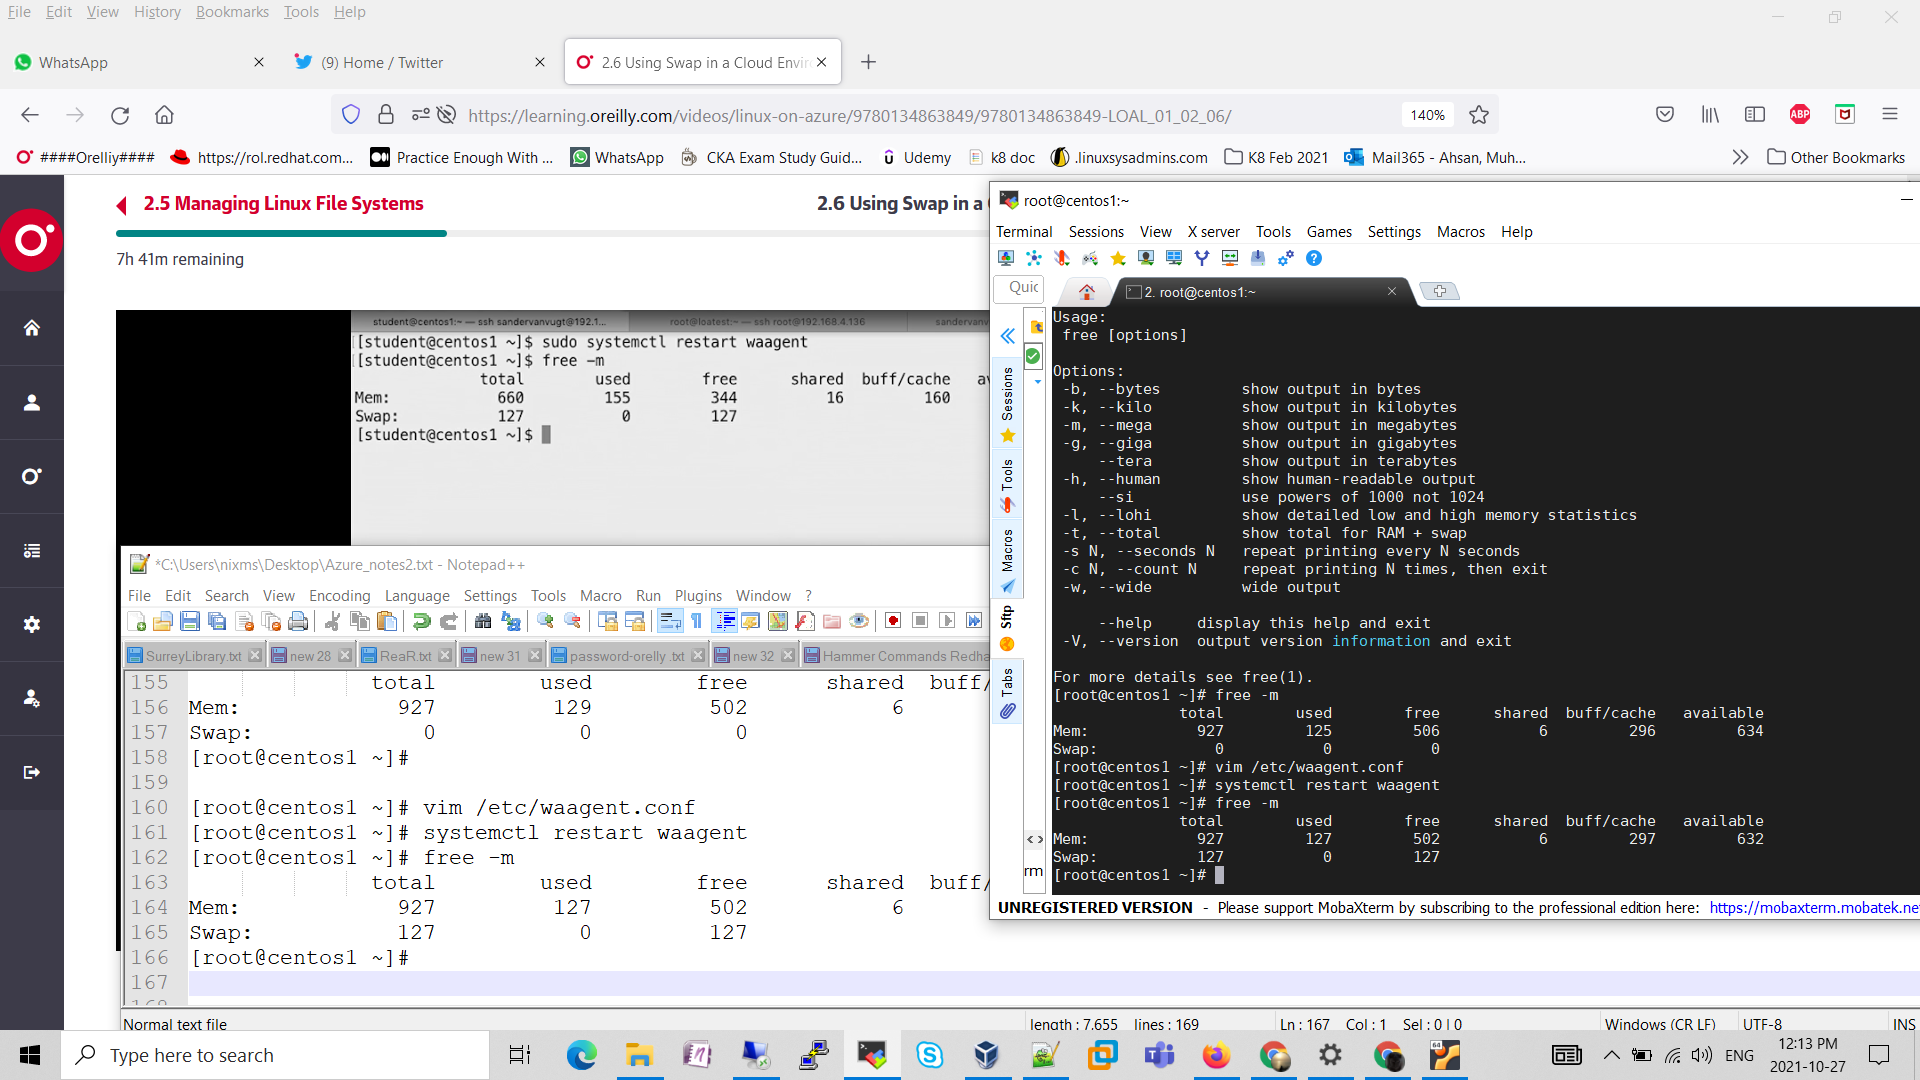 File Edit View History Bookmarks Tools Help
WhatsApp
(9) Home / Twitter
2.6 Using Swap in a Cloud Envir
https://learning.oreilly.com/videos/linux-on-azure/9780134863849/9780134863849-LOAL_01_02_06/
140%
ABP
####Orelliy####
https://rol.redhat.com...
Practice Enough With ...
WhatsApp
CKA Exam Study Guid...
Udemy
k8 doc
.linuxsysadmins.com
K8 Feb 2021
Mail365 - Ahsan, Muh...
Other Bookmarks
2.5 Managing Linux File Systems
2.6 Using Swap in a
7h 41m remaining
student@centos1:~ — ssh sandervanvugt@192.1...
root@loatest:~ — ssh root@192.168.4.136
sandervanv
[student@centos1 ~]$ sudo systemctl restart waagent
[student@centos1 ~]$ free -m
total used free shared buff/cache av
Mem: 660 155 344 16 160
Swap: 127 0 127
[student@centos1 ~]$
*C:\Users\nixms\Desktop\Azure_notes2.txt - Notepad++
File Edit Search View Encoding Language Settings Tools Macro Run Plugins Window ?
SurreyLibrary.txt
new 28
ReaR.txt
new 31
password-orelly .txt
new 32
Hammer Commands Redha
155 total used free shared buff/
156 Mem: 927 129 502 6
157 Swap: 0 0 0
158 [root@centos1 ~]#
159
160 [root@centos1 ~]# vim /etc/waagent.conf
161 [root@centos1 ~]# systemctl restart waagent
162 [root@centos1 ~]# free -m
163 total used free shared buff/
164 Mem: 927 127 502 6
165 Swap: 127 0 127
166 [root@centos1 ~]#
167
168
Normal text file
length : 7,655 lines : 169
Ln : 167 Col : 1 Sel : 0 | 0
Windows (CR LF)
UTF-8
INS
root@centos1:~
Terminal Sessions View X server Tools Games Settings Macros Help
Quic
2. root@centos1:~
Sessions
Tools
Macros
Sftp
Tabs
rm
Usage:
free [options]
Options:
-b, --bytes show output in bytes
-k, --kilo show output in kilobytes
-m, --mega show output in megabytes
-g, --giga show output in gigabytes
--tera show output in terabytes
-h, --human show human-readable output
--si use powers of 1000 not 1024
-l, --lohi show detailed low and high memory statistics
-t, --total show total for RAM + swap
-s N, --seconds N repeat printing every N seconds
-c N, --count N repeat printing N times, then exit
-w, --wide wide output
--help display this help and exit
-V, --version output version information and exit
For more details see free(1).
[root@centos1 ~]# free -m
total used free shared buff/cache available
Mem: 927 125 506 6 296 634
Swap: 0 0 0
[root@centos1 ~]# vim /etc/waagent.conf
[root@centos1 ~]# systemctl restart waagent
[root@centos1 ~]# free -m
total used free shared buff/cache available
Mem: 927 127 502 6 297 632
Swap: 127 0 127
[root@centos1 ~]#
UNREGISTERED VERSION - Please support MobaXterm by subscribing to the professional edition here: https://mobaxterm.mobatek.ne
Type here to search
64
ENG
12:13 PM
2021-10-27